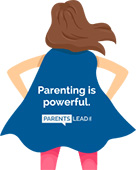 Parenting is
powerful.
PARENTS LEAD